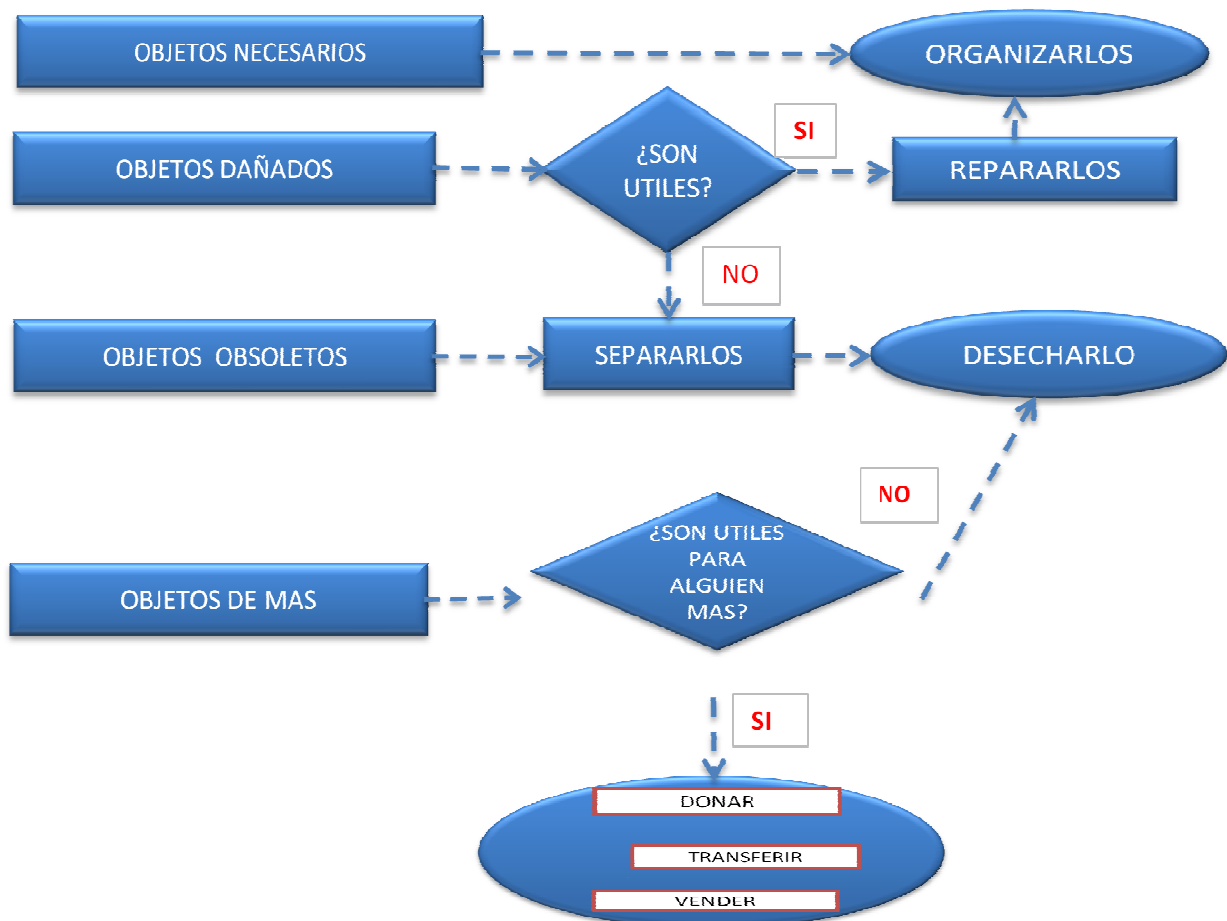 OBJETOS NECESARIOS
ORGANIZARLOS
OBJETOS DAÑADOS
¿SON
UTILES?
SI
REPARARLOS
NO
OBJETOS OBSOLETOS
SEPARARLOS
DESECHARLO
OBJETOS DE MAS
¿SON UTILES
PARA
ALGUIEN
MAS?
NO
SI
DONAR
TRANSFERIR
VENDER